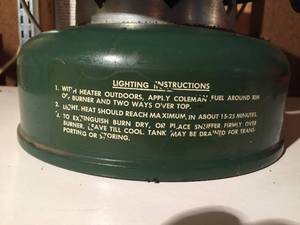 LIGHTING INSTRUCTIONS
1. WITH HEATER OUTDOORS, APPLY COLEMAN FUEL AROUND RIM
OF BURNER AND TWO WAYS OVER TOP.
2. LIGHT. HEAT SHOULD REACH MAXIMUM, IN ABOUT 15-25 MINUTES.
3. TO EXTINGUISH BURN DRY, OR PLACE SNUFFER FIRMLY OVER
BURNER. LEAVE TILL COOL. TANK MAY BE DRAINED FOR TRANS-
PORTING OR STORING.